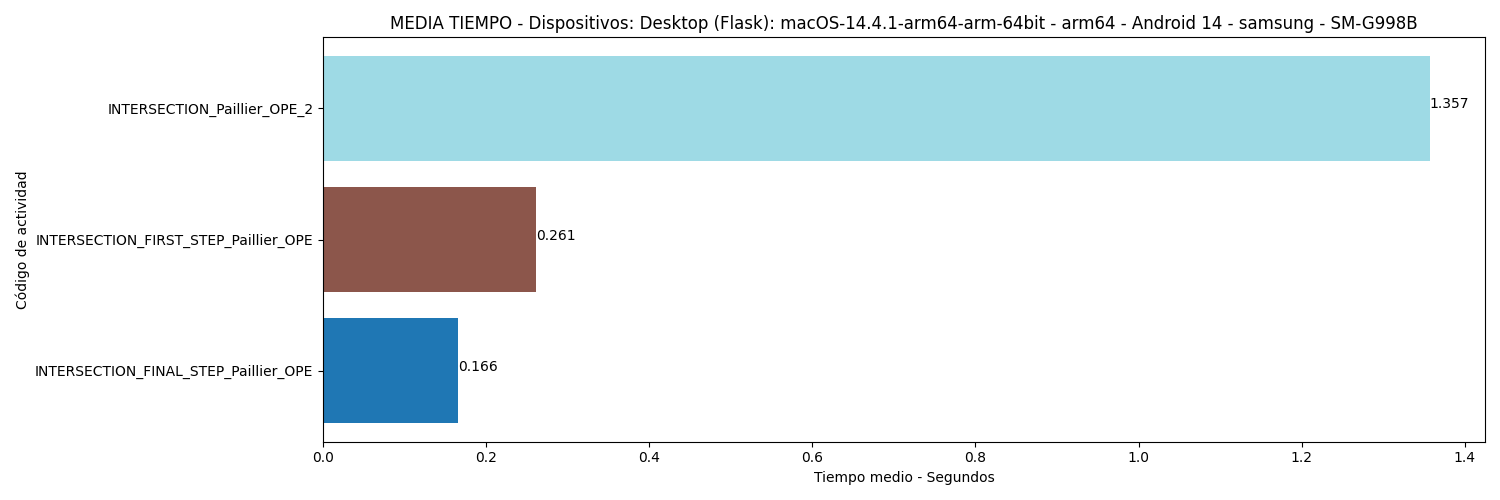 MEDIA TIEMPO - Dispositivos: Desktop (Flask): macOS-14.4.1-arm64-arm-64bit - arm64 - Android 14 - samsung - SM-G998B
Código de actividad
INTERSECTION_Paillier_OPE_2
1.357
INTERSECTION_FIRST_STEP_Paillier_OPE
0.261
INTERSECTION_FINAL_STEP_Paillier_OPE
0.166
0.0 0.2 0.4 0.6 0.8 1.0 1.2 1.4
Tiempo medio - Segundos